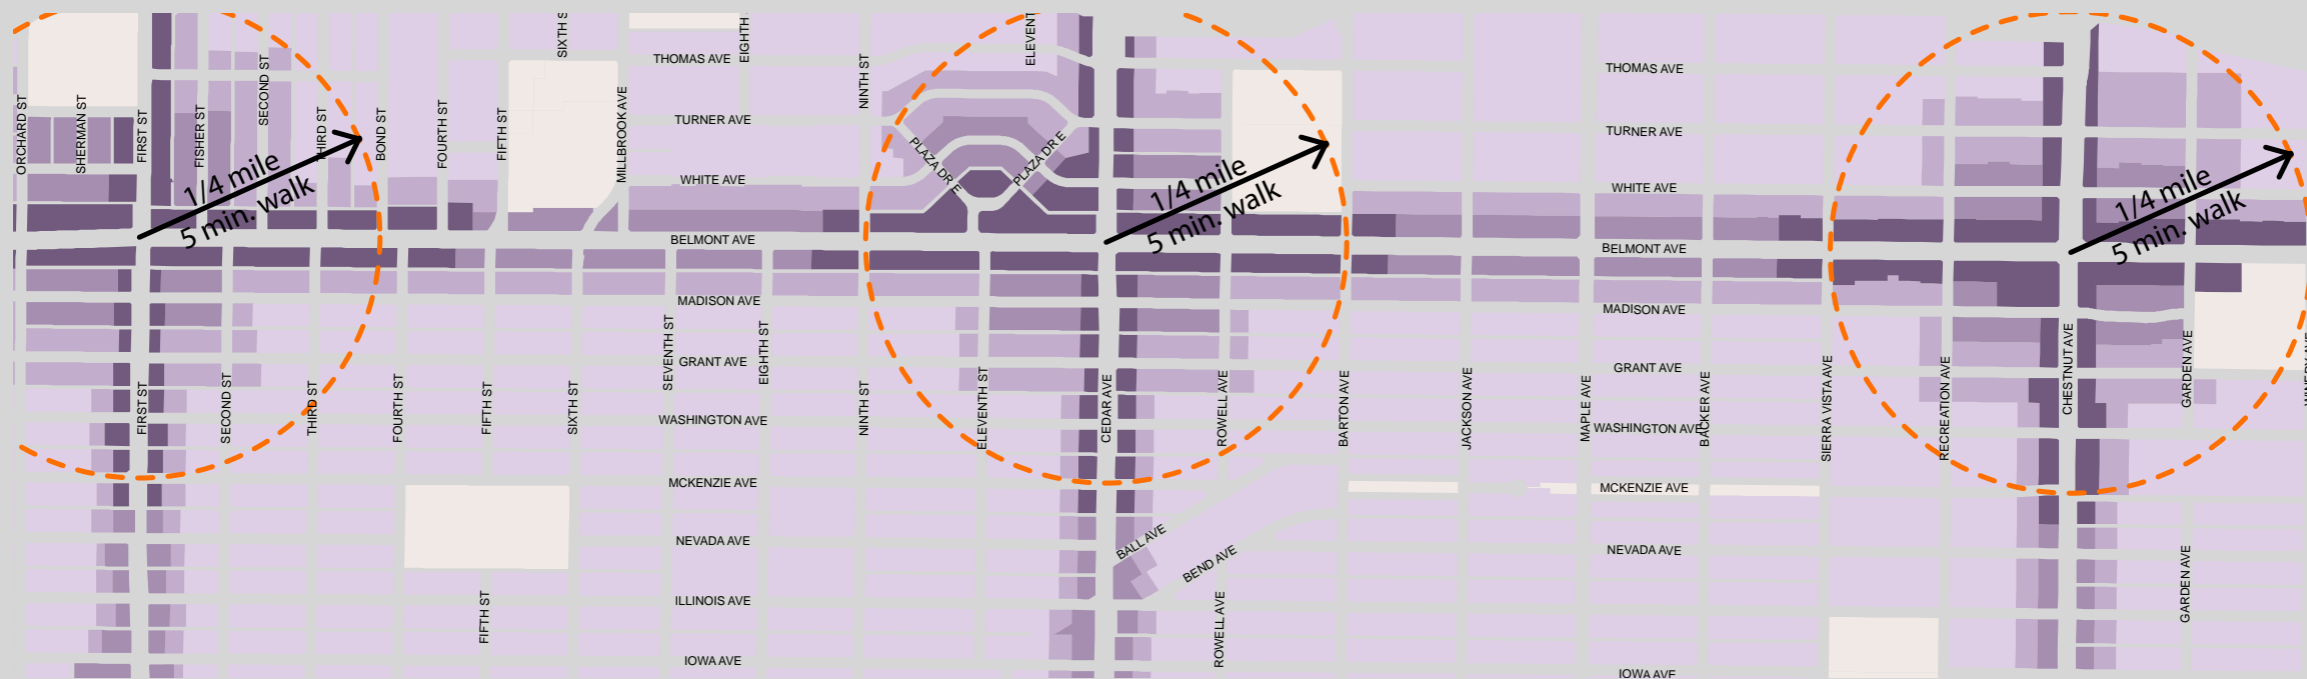 SIXTH S
EIGHTH
ELEVENT
THOMAS AVE
THOMAS AVE
ORCHARD ST
SHERMAN ST
FIRST ST
FISHER ST
SECOND ST
THIRD ST
BOND ST
FOURTH ST
FIFTH ST
MILLBROOK AVE
NINTH ST
TURNER AVE
TURNER AVE
PLAZA DR E
PLAZA DR E
WHITE AVE
WHITE AVE
1/4 mile
5 min. walk
1/4 mile
5 min. walk
1/4 mile
5 min. walk
BELMONT AVE
BELMONT AVE
MADISON AVE
MADISON AVE
SEVENTH ST
EIGHTH ST
GRANT AVE
GRANT AVE
FIRST ST
SECOND ST
THIRD ST
FOURTH ST
FIFTH ST
SIXTH ST
NINTH ST
ELEVENTH ST
CEDAR AVE
ROWELL AVE
BARTON AVE
JACKSON AVE
MAPLE AVE
BACKER AVE
SIERRA VISTA AVE
RECREATION AVE
CHESTNUT AVE
GARDEN AVE
WASHINGTON AVE
WASHINGTON AVE
MCKENZIE AVE
MCKENZIE AVE
NEVADA AVE
NEVADA AVE
BALL AVE
BEND AVE
ILLINOIS AVE
FIFTH ST
ROWELL AVE
GARDEN AVE
IOWA AVE
IOWA AVE